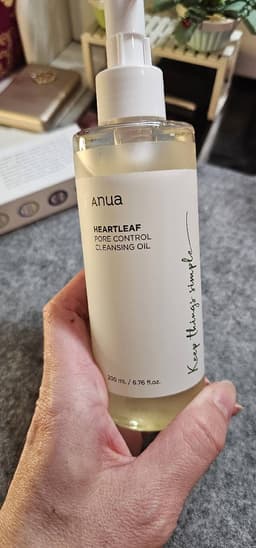 Anua
HEARTLEAF
PORE CONTROL
CLEANSING OIL
Keep things simple
200 mL / 6.76 fl.oz.